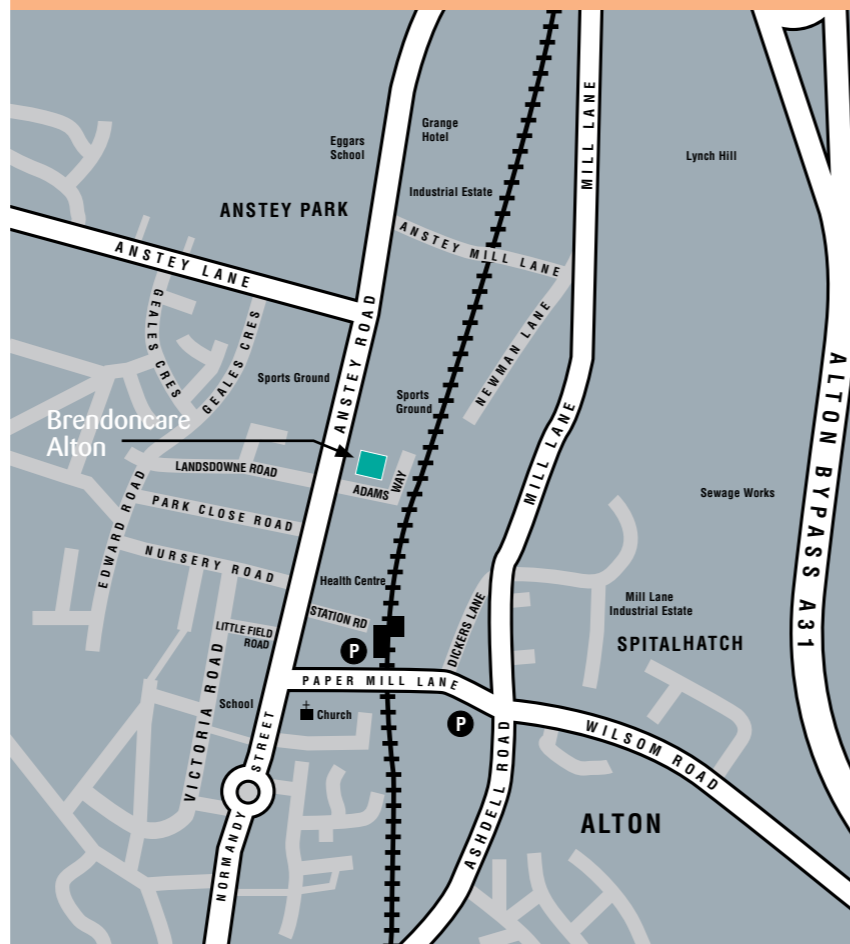 Grange
Hotel
Eggars
School
MILL LANE
Lynch Hill
Industrial Estate
ANSTEY PARK
ANSTEY MILL LANE
ANSTEY LANE
GEALES CRES
GEALES CRES
ANSTEY ROAD
NEWMAN LANE
Sports Ground
Sports
Ground
ALTON BYPASS A31
Brendoncare
Alton
MILL LANE
LANDSDOWNE ROAD
ADAMS WAY
EDWARD ROAD
PARK CLOSE ROAD
Sewage Works
NURSERY ROAD
Health Centre
STATION RD
DICKERS LANE
Mill Lane
Industrial Estate
LITTLE FIELD
ROAD
SPITALHATCH
P
PAPER MILL LANE
VICTORIA ROAD
School
Church
P
WILSOM ROAD
NORMANDY STREET
ASHDELL ROAD
ALTON